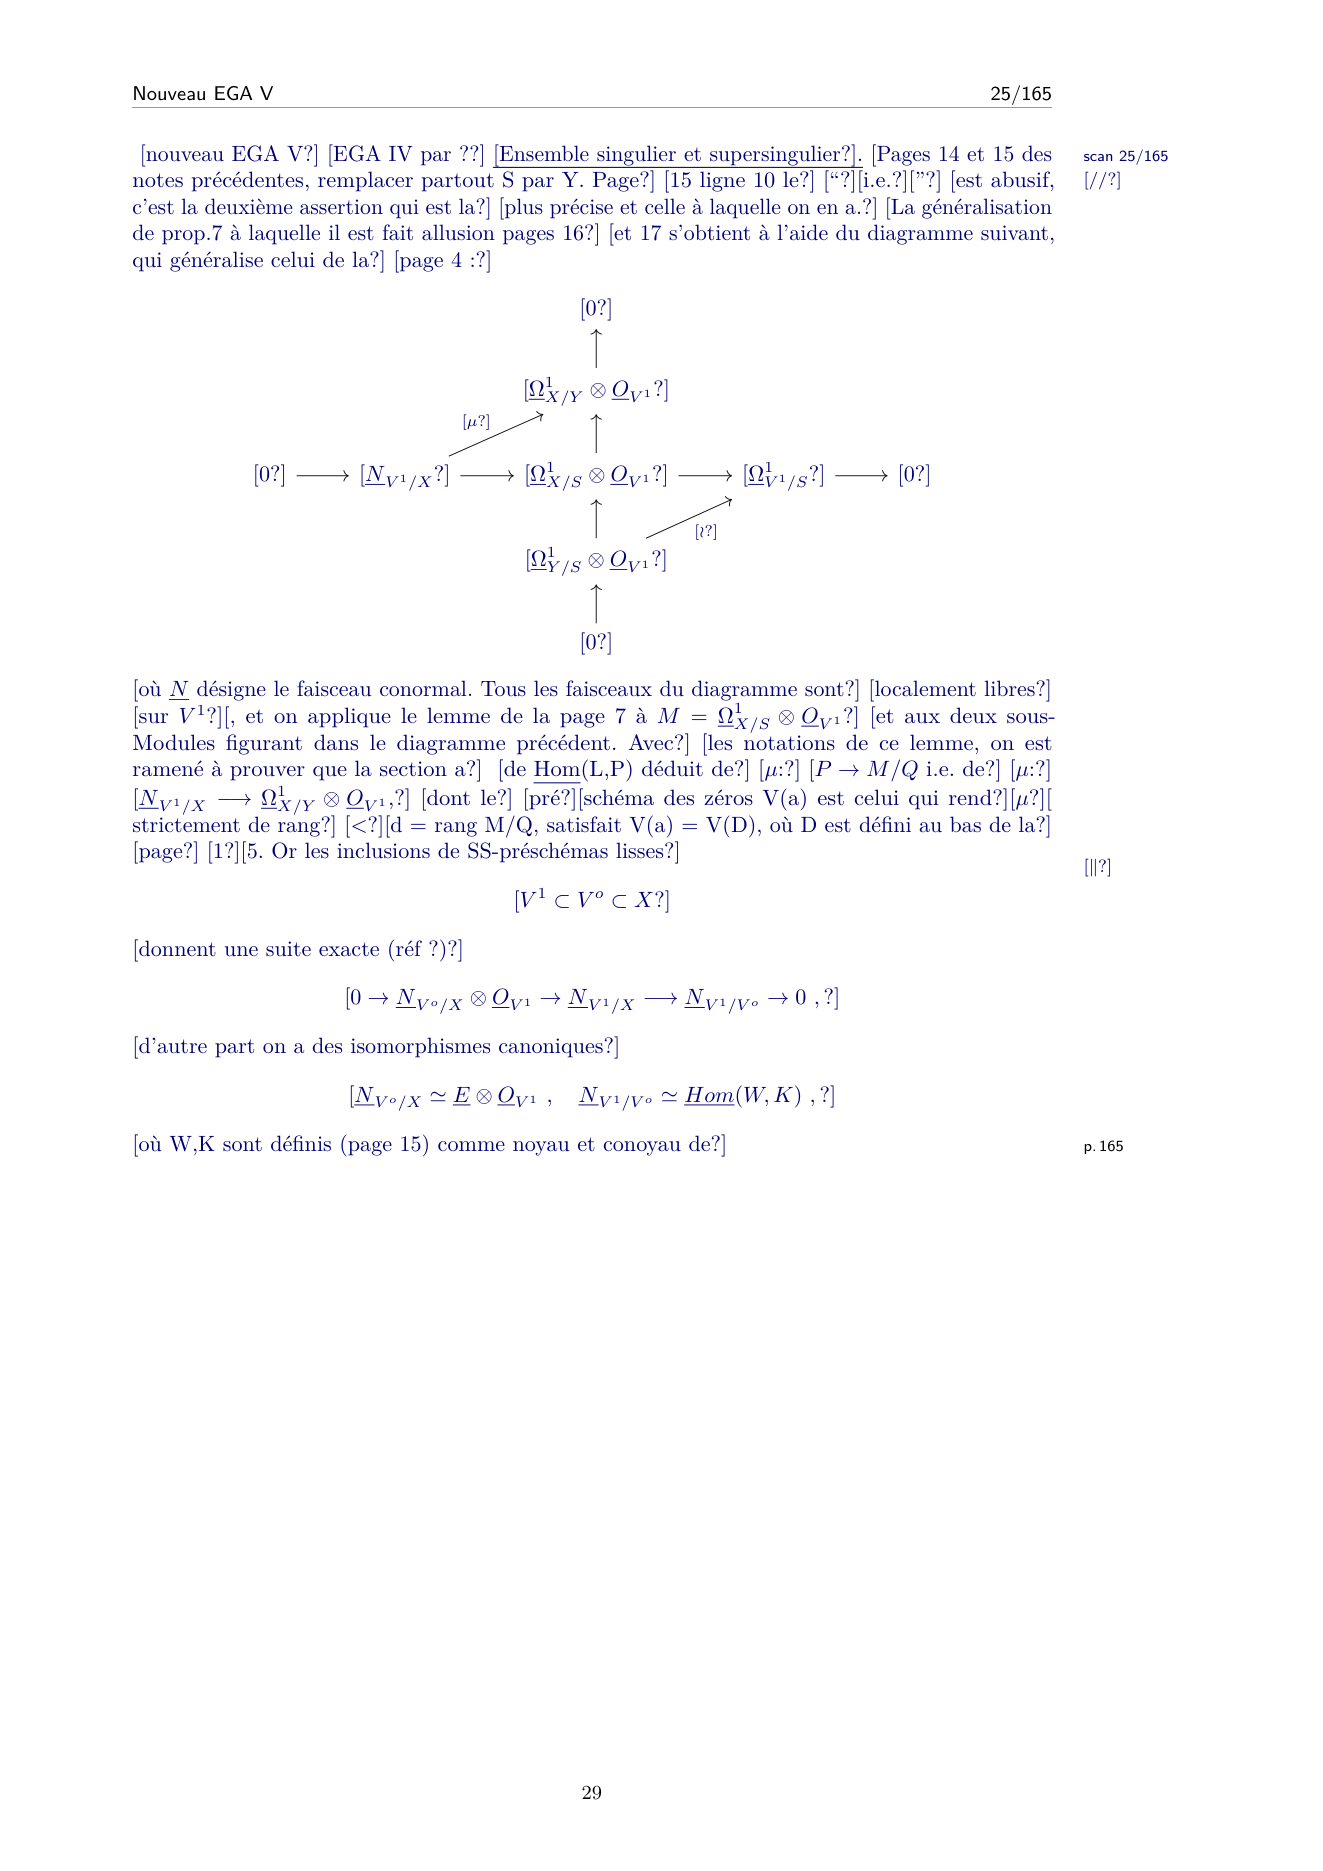 Nouveau EGA V 25/165
[nouveau EGA V?] [EGA IV par ??] [Ensemble singulier et supersingulier?]. [Pages 14 et 15 des
scan 25/165
notes précédentes, remplacer partout S par Y. Page?] [15 ligne 10 le?] [“?][i.e.?][”?] [est abusif,
[//?]
c'est la deuxième assertion qui est la?] [plus précise et celle à laquelle on en a.?] [La généralisation
de prop.7 à laquelle il est fait allusion pages 16?] [et 17 s'obtient à l'aide du diagramme suivant,
qui généralise celui de la?] [page 4 :?]
[0?]
[Ω¹_{X/Y} ⊗ O_{V¹}?]
[μ?]
[0?] ⟶ [N_{V¹/X}?] ⟶ [Ω¹_{X/S} ⊗ O_{V¹}?] ⟶ [Ω¹_{V¹/S}?] ⟶ [0?]
[≀?]
[Ω¹_{Y/S} ⊗ O_{V¹}?]
[0?]
[où N désigne le faisceau conormal. Tous les faisceaux du diagramme sont?] [localement libres?]
[sur V¹?][, et on applique le lemme de la page 7 à M = Ω¹_{X/S} ⊗ O_{V¹}?] [et aux deux sous-
Modules figurant dans le diagramme précédent. Avec?] [les notations de ce lemme, on est
ramené à prouver que la section a?] [de Hom(L,P) déduit de?] [μ:?] [P → M/Q i.e. de?] [μ:?]
[N_{V¹/X} ⟶ Ω¹_{X/Y} ⊗ O_{V¹},?] [dont le?] [pré?][schéma des zéros V(a) est celui qui rend?][μ?][
strictement de rang?] [<?][d = rang M/Q, satisfait V(a) = V(D), où D est défini au bas de la?]
[page?] [1?][5. Or les inclusions de SS-préschémas lisses?]
[||?]
[V¹ ⊂ Vᵒ ⊂ X?]
[donnent une suite exacte (réf ?)?]
[0 → N_{Vᵒ/X} ⊗ O_{V¹} → N_{V¹/X} ⟶ N_{V¹/Vᵒ} → 0 , ?]
[d'autre part on a des isomorphismes canoniques?]
[N_{Vᵒ/X} ≃ E ⊗ O_{V¹} , N_{V¹/Vᵒ} ≃ Hom(W, K) , ?]
[où W,K sont définis (page 15) comme noyau et conoyau de?]
p. 165
29